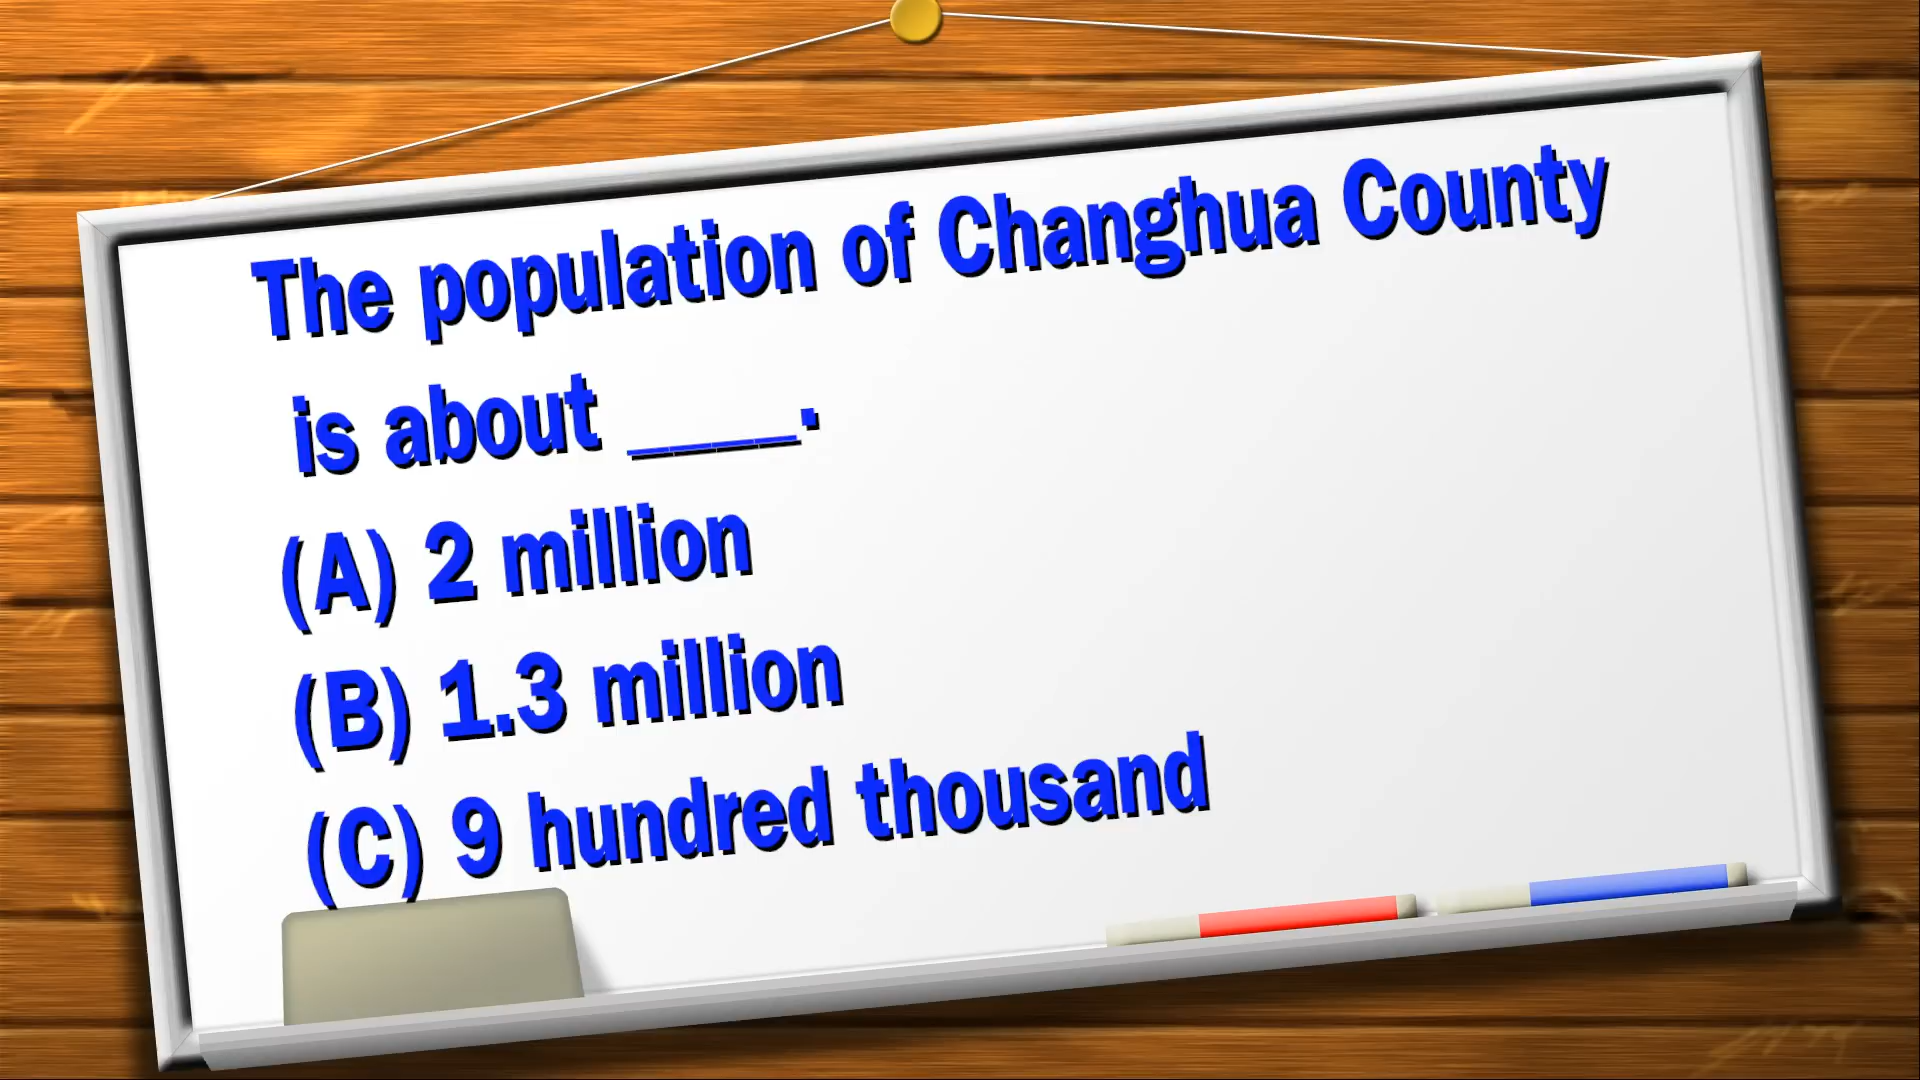 The population of Changhua County
is about ____.
(A) 2 million
(B) 1.3 million
(C) 9 hundred thousand